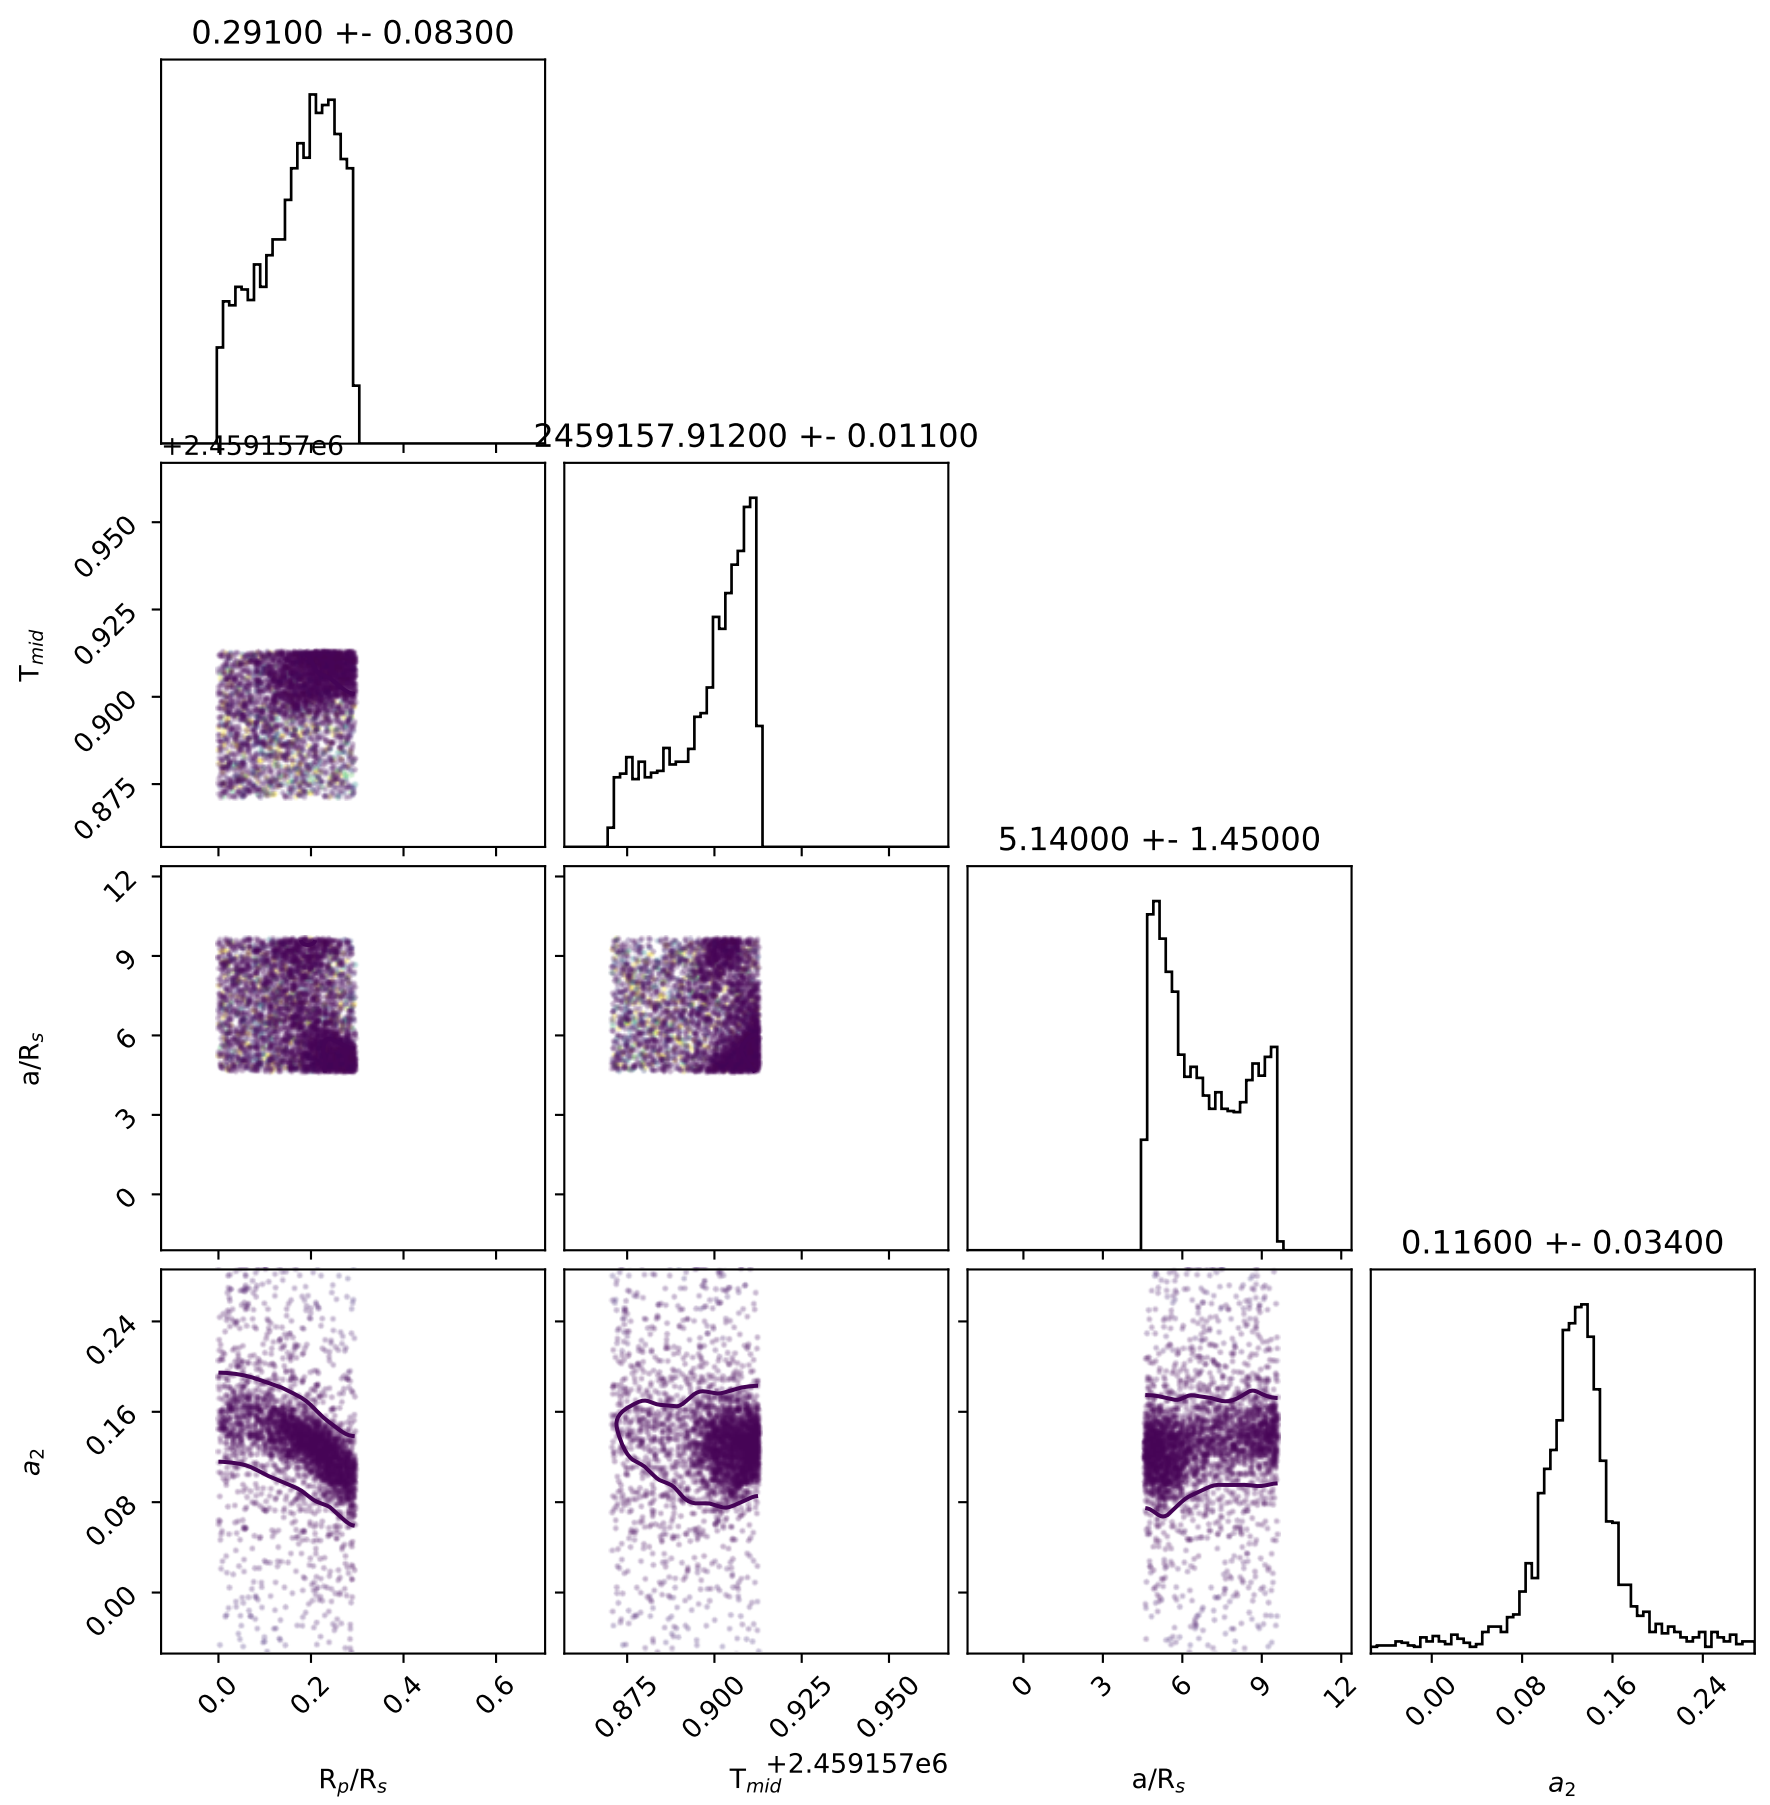 0.29100 +- 0.08300
+2.459157e6
2459157.91200 +- 0.01100
T_mid
0.950
0.925
0.900
0.875
5.14000 +- 1.45000
a/R_s
12
9
6
3
0
0.11600 +- 0.03400
a_2
0.24
0.16
0.08
0.00
0.0 0.2 0.4 0.6
0.875 0.900 0.925 0.950
0 3 6 9 12
0.00 0.08 0.16 0.24
+2.459157e6
R_p/R_s
T_mid
a/R_s
a_2